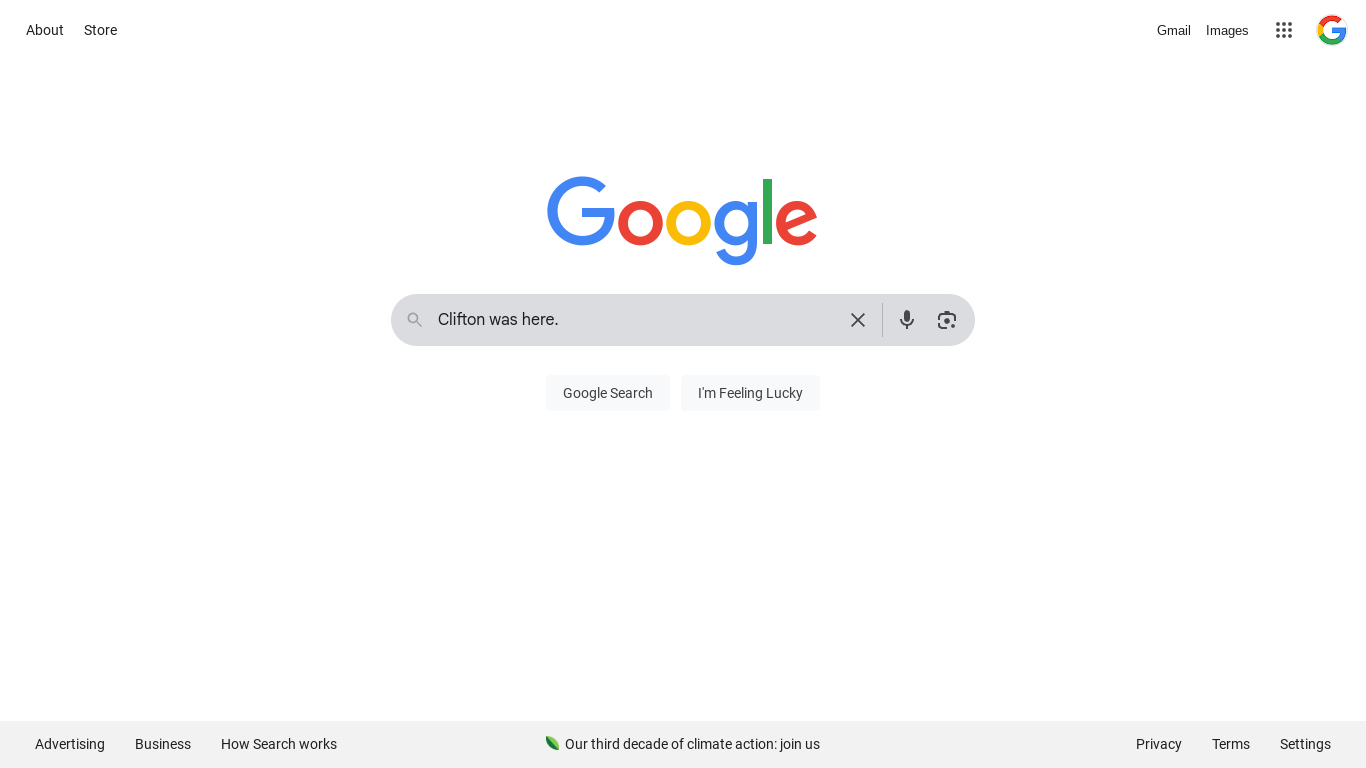 About Store Gmail Images
Google
Clifton was here.
Google Search I'm Feeling Lucky
Advertising Business How Search works Our third decade of climate action: join us Privacy Terms Settings